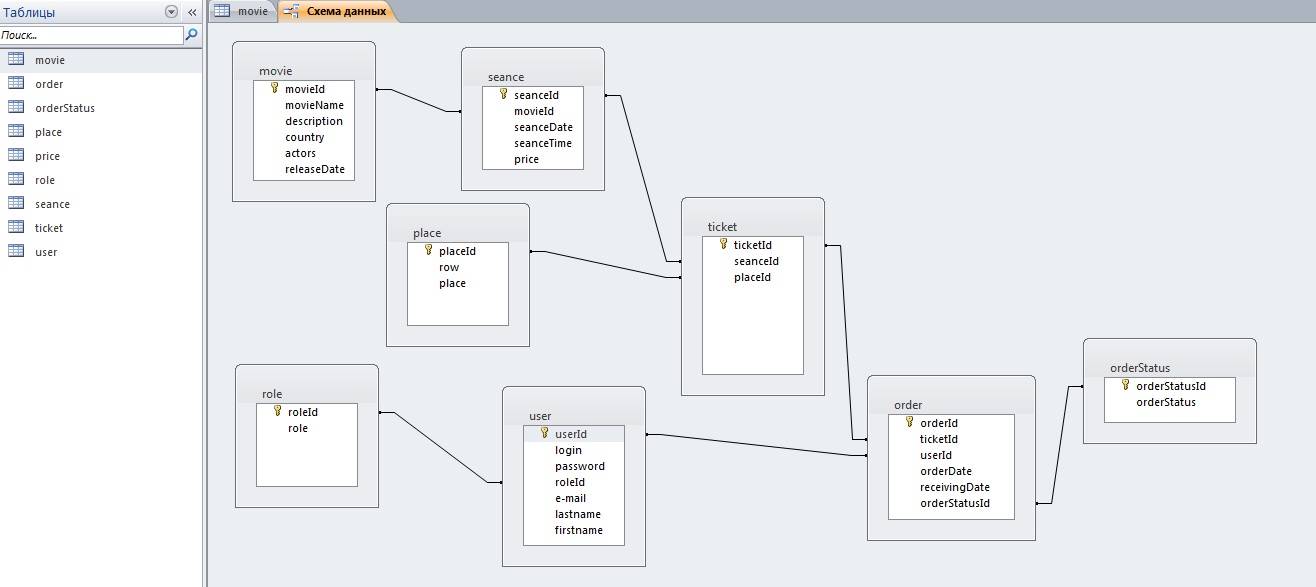 Таблицы
Поиск...
movie
order
orderStatus
place
price
role
seance
ticket
user
movie
Схема данных
movie
movieId
movieName
description
country
actors
releaseDate
seance
seanceId
movieId
seanceDate
seanceTime
price
place
placeId
row
place
ticket
ticketId
seanceId
placeId
role
roleId
role
user
userId
login
password
roleId
e-mail
lastname
firstname
order
orderId
ticketId
userId
orderDate
receivingDate
orderStatusId
orderStatus
orderStatusId
orderStatus